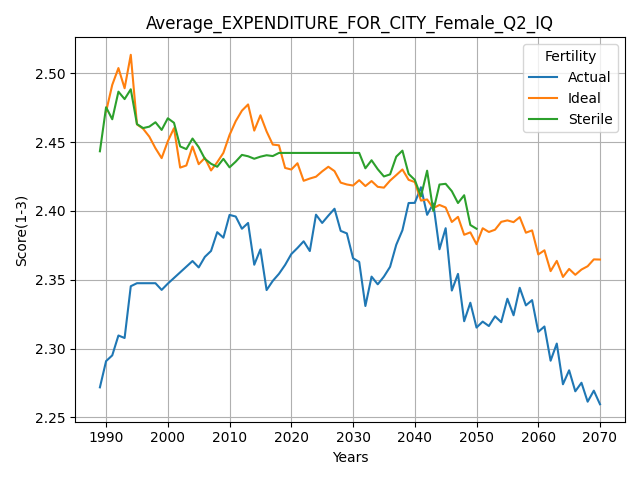 Average_EXPENDITURE_FOR_CITY_Female_Q2_IQ
Fertility
Actual
Ideal
Sterile
Score(1-3)
2.50
2.45
2.40
2.35
2.30
2.25
1990 2000 2010 2020 2030 2040 2050 2060 2070
Years